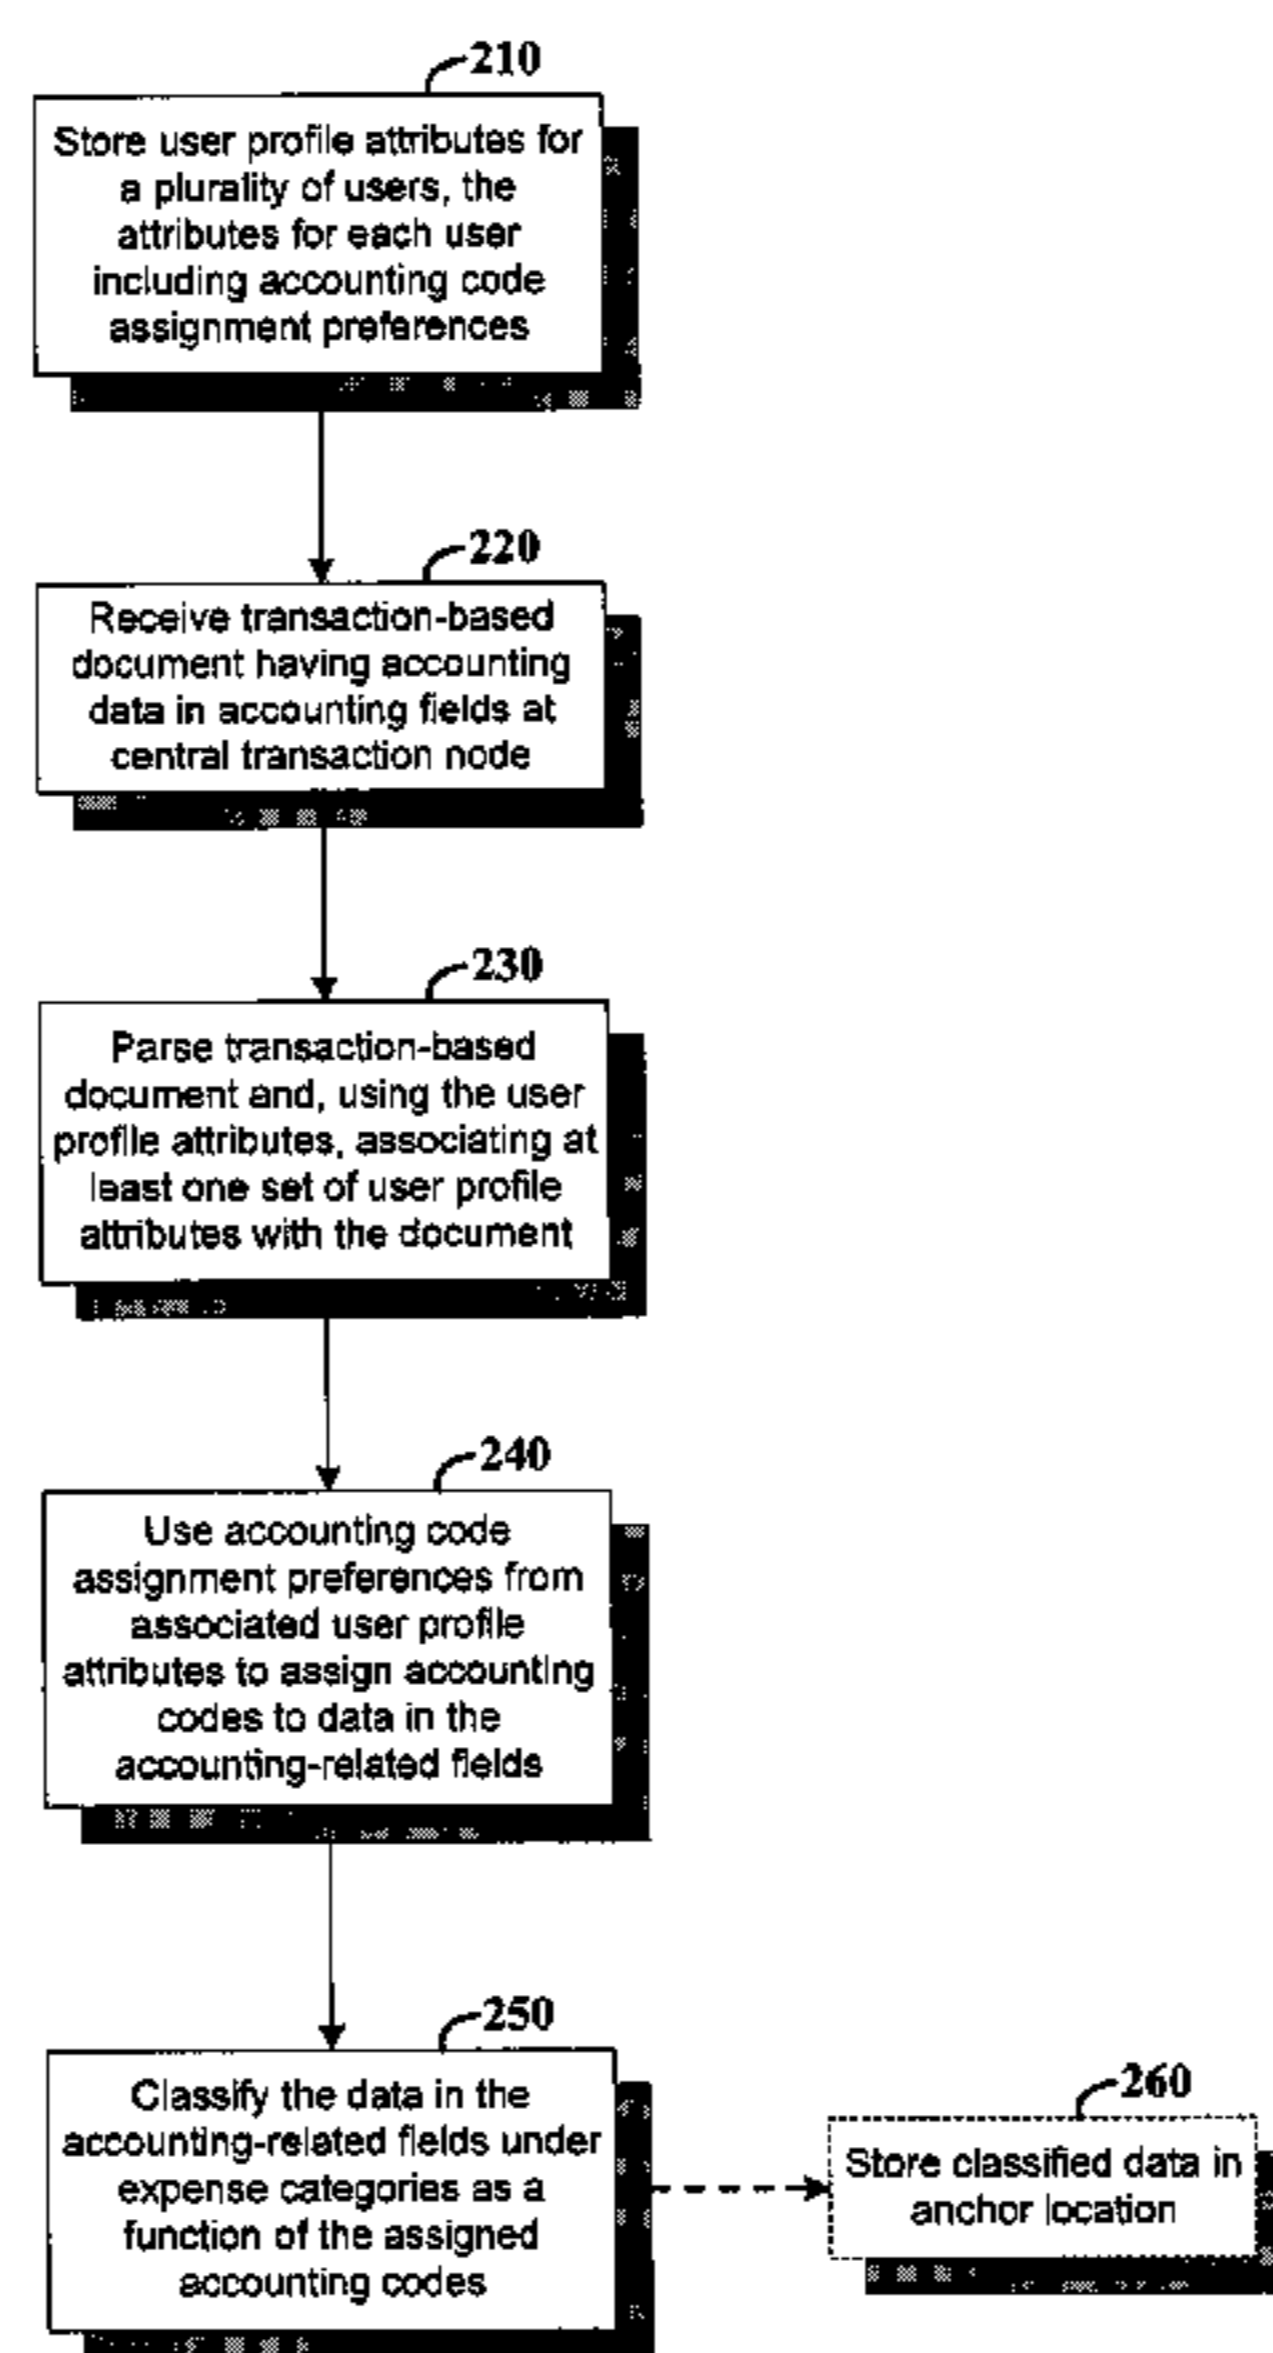 210
Store user profile attributes for
a plurality of users, the
attributes for each user
including accounting code
assignment preferences
220
Receive transaction-based
document having accounting
data in accounting fields at
central transaction node
230
Parse transaction-based
document and, using the user
profile attributes, associating at
least one set of user profile
attributes with the document
240
Use accounting code
assignment preferences from
associated user profile
attributes to assign accounting
codes to data in the
accounting-related fields
250
Classify the data in the
accounting-related fields under
expense categories as a
function of the assigned
accounting codes
260
Store classified data in
anchor location